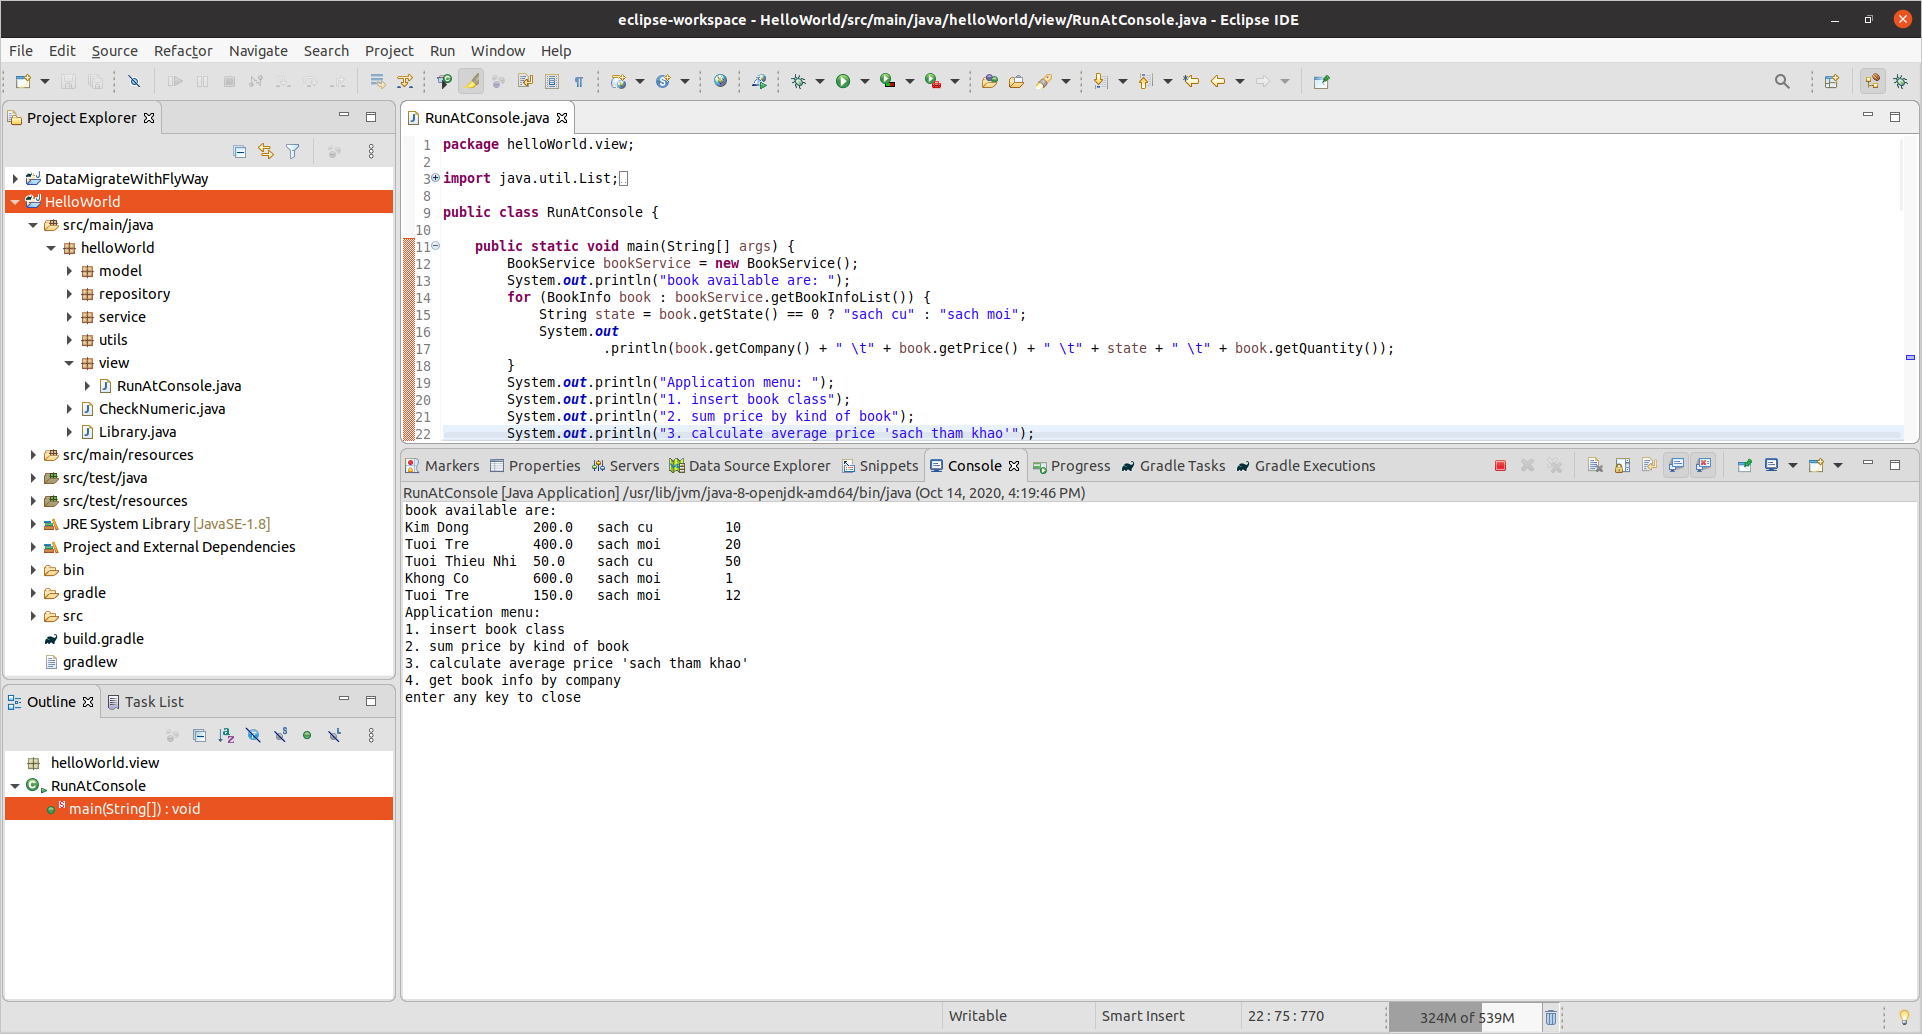 eclipse-workspace - HelloWorld/src/main/java/helloWorld/view/RunAtConsole.java - Eclipse IDE
File Edit Source Refactor Navigate Search Project Run Window Help
Project Explorer
DataMigrateWithFlyWay
HelloWorld
src/main/java
helloWorld
model
repository
service
utils
view
RunAtConsole.java
CheckNumeric.java
Library.java
src/main/resources
src/test/java
src/test/resources
JRE System Library [JavaSE-1.8]
Project and External Dependencies
bin
gradle
src
build.gradle
gradlew
Outline Task List
helloWorld.view
RunAtConsole
main(String[]) : void
RunAtConsole.java
1 package helloWorld.view;
2
3 import java.util.List;
8
9 public class RunAtConsole {
10
11 public static void main(String[] args) {
12 BookService bookService = new BookService();
13 System.out.println("book available are: ");
14 for (BookInfo book : bookService.getBookInfoList()) {
15 String state = book.getState() == 0 ? "sach cu" : "sach moi";
16 System.out
17 .println(book.getCompany() + " \t" + book.getPrice() + " \t" + state + " \t" + book.getQuantity());
18 }
19 System.out.println("Application menu: ");
20 System.out.println("1. insert book class");
21 System.out.println("2. sum price by kind of book");
22 System.out.println("3. calculate average price 'sach tham khao'");
Markers Properties Servers Data Source Explorer Snippets Console Progress Gradle Tasks Gradle Executions
RunAtConsole [Java Application] /usr/lib/jvm/java-8-openjdk-amd64/bin/java (Oct 14, 2020, 4:19:46 PM)
book available are:
Kim Dong 200.0 sach cu 10
Tuoi Tre 400.0 sach moi 20
Tuoi Thieu Nhi 50.0 sach cu 50
Khong Co 600.0 sach moi 1
Tuoi Tre 150.0 sach moi 12
Application menu:
1. insert book class
2. sum price by kind of book
3. calculate average price 'sach tham khao'
4. get book info by company
enter any key to close
Writable Smart Insert 22 : 75 : 770 324M of 539M